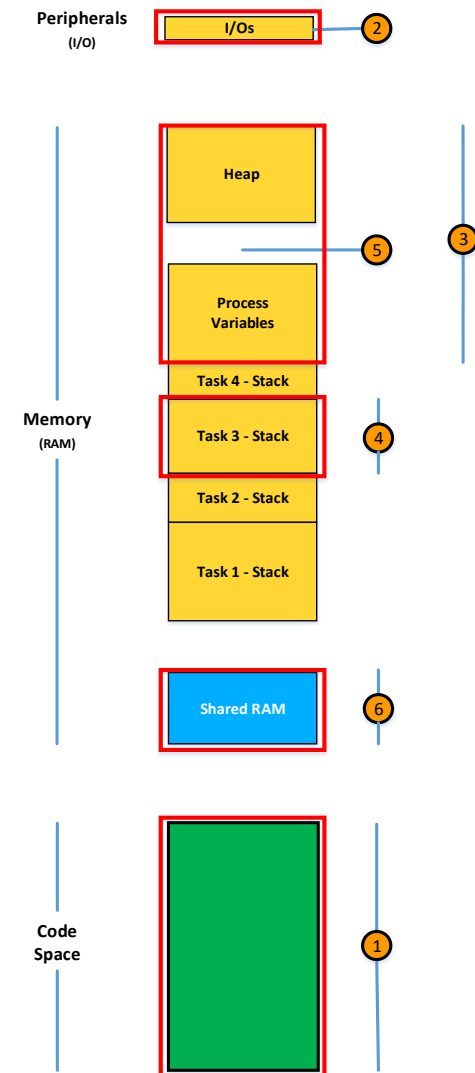 Peripherals
(I/O)
I/Os
2
Heap
3
5
Process
Variables
Task 4 - Stack
Memory
(RAM)
Task 3 - Stack
4
Task 2 - Stack
Task 1 - Stack
Shared RAM
6
Code
Space
1